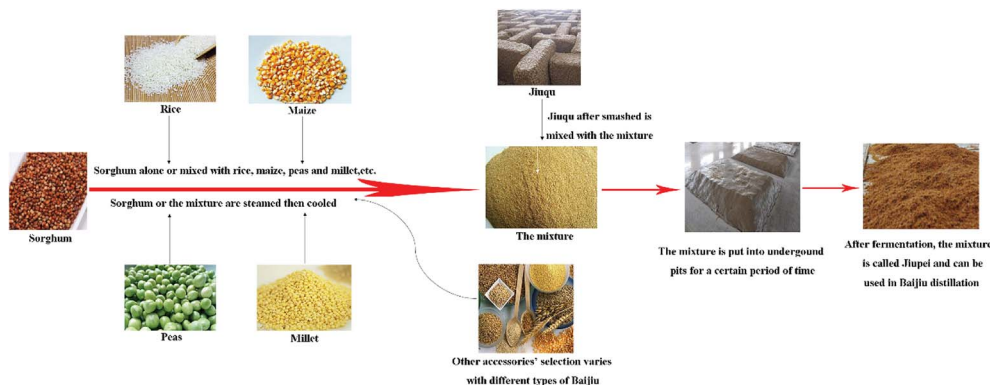 Rice
Maize
Jiuqu
Jiuqu after smashed is
mixed with the mixture
Sorghum alone or mixed with rice, maize, peas and millet,etc.
Sorghum or the mixture are steamed then cooled
Sorghum
The mixture
The mixture is put into undergound
pits for a certain period of time
After fermentation, the mixture
is called Jiupei and can be
used in Baijiu distillation
Peas
Millet
Other accessories' selection varies
with different types of Baijiu